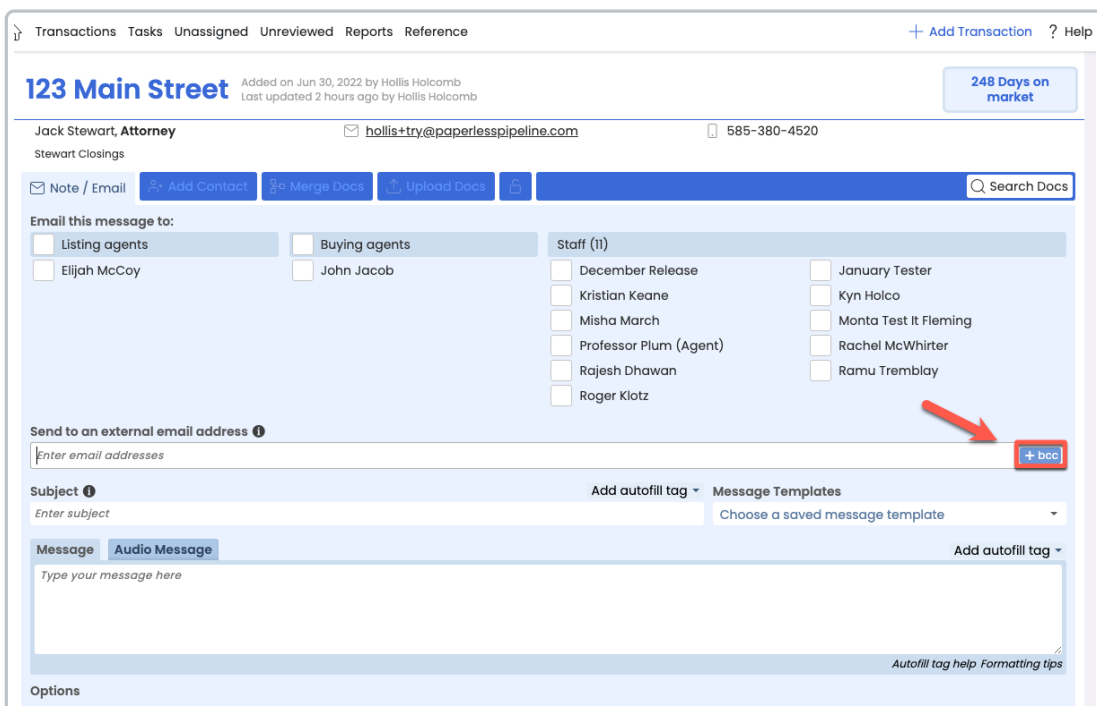 Transactions Tasks Unassigned Unreviewed Reports Reference + Add Transaction ? Help
123 Main Street
Added on Jun 30, 2022 by Hollis Holcomb
Last updated 2 hours ago by Hollis Holcomb
248 Days on
market
Jack Stewart, Attorney hollis+try@paperlesspipeline.com 585-380-4520
Stewart Closings
Note / Email Add Contact Merge Docs Upload Docs Search Docs
Email this message to:
Listing agents Buying agents Staff (11)
Elijah McCoy John Jacob December Release January Tester
Kristian Keane Kyn Holco
Misha March Monta Test It Fleming
Professor Plum (Agent) Rachel McWhirter
Rajesh Dhawan Ramu Tremblay
Roger Klotz
Send to an external email address
Enter email addresses + bcc
Subject Add autofill tag Message Templates
Enter subject Choose a saved message template
Message Audio Message Add autofill tag
Type your message here
Autofill tag help Formatting tips
Options